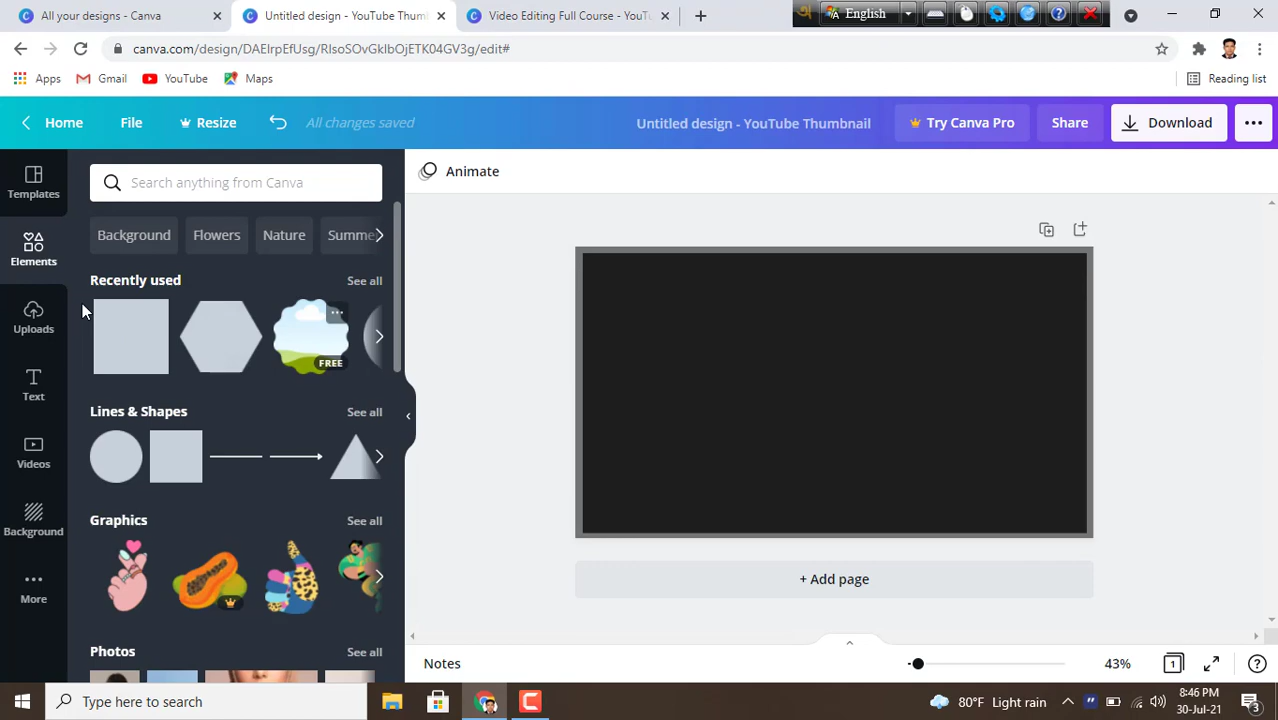 All your designs - Canva
Untitled design - YouTube Thumb
Video Editing Full Course - YouT
English
canva.com/design/DAElrpEfUsg/RlsoSOvGklbOjETK04GV3g/edit#
Apps
Gmail
YouTube
Maps
Reading list
Home
File
Resize
All changes saved
Untitled design - YouTube Thumbnail
Try Canva Pro
Share
Download
Templates
Search anything from Canva
Animate
Elements
Background
Flowers
Nature
Summe
Recently used
See all
Uploads
FREE
Text
Lines & Shapes
See all
Videos
Graphics
See all
Background
+ Add page
More
Photos
See all
Notes
43%
1
Type here to search
80°F Light rain
8:46 PM
30-Jul-21
3